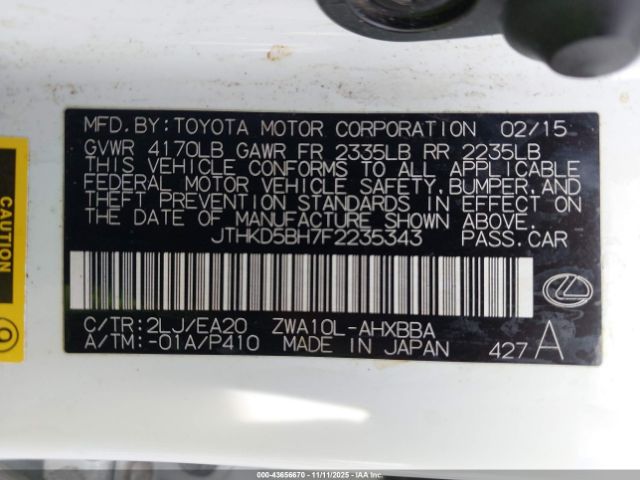 MFD.BY:TOYOTA MOTOR CORPORATION 02/15
GVWR 4170LB GAWR FR 2335LB RR 2235LB
THIS VEHICLE CONFORMS TO ALL APPLICABLE
FEDERAL MOTOR VEHICLE SAFETY,BUMPER,AND
THEFT PREVENTION STANDARDS IN EFFECT ON
THE DATE OF MANUFACTURE SHOWN ABOVE.
JTHKD5BH7F2235343 PASS.CAR
C/TR:2LJ/EA20 ZWA10L-AHXBBA
A/TM:-01A/P410 MADE IN JAPAN 427 A
CAUTION
000-43656670 - 11/11/2025 - IAA Inc.